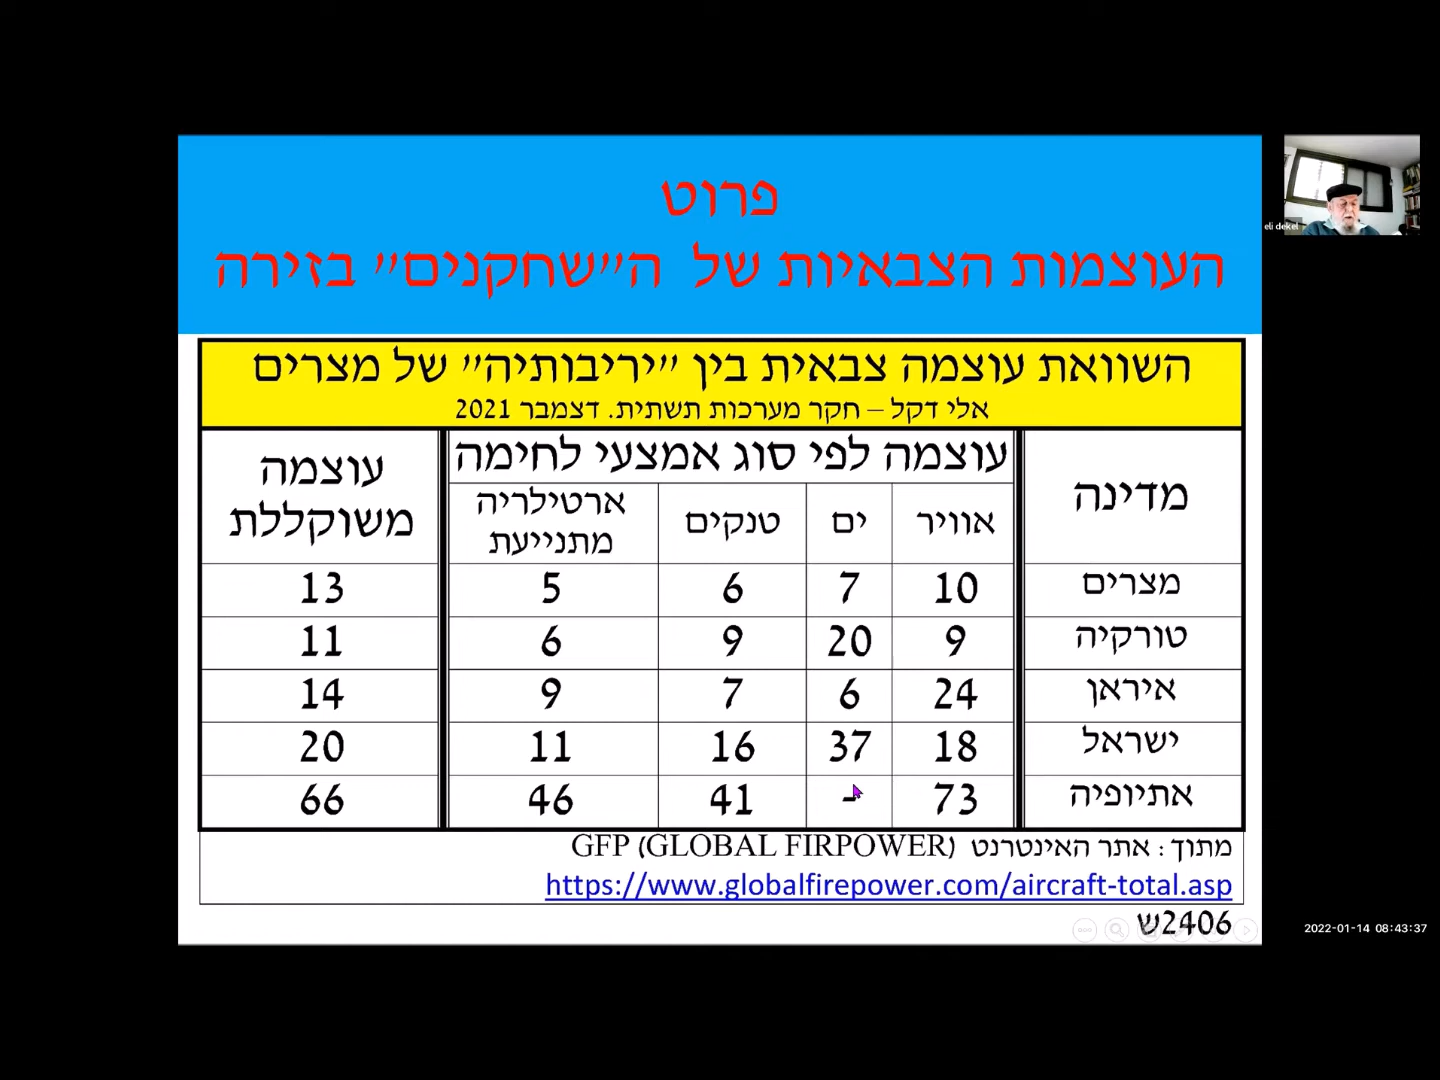 פרוט
העוצמות הצבאיות של ה"שחקנים" בזירה
eli dekel
השוואת עוצמה צבאית בין "יריבותיה" של מצרים
אלי דקל – חקר מערכות תשתית. דצמבר 2021
מדינה עוצמה לפי סוג אמצעי לחימה עוצמה משוקללת
אוויר ים טנקים ארטילריה מתנייעת
מצרים 10 7 6 5 13
טורקיה 9 20 9 6 11
איראן 24 6 7 9 14
ישראל 18 37 16 11 20
אתיופיה 73 - 41 46 66
מתוך: אתר האינטרנט GFP (GLOBAL FIRPOWER)
https://www.globalfirepower.com/aircraft-total.asp
2406ש
2022-01-14 08:43:37